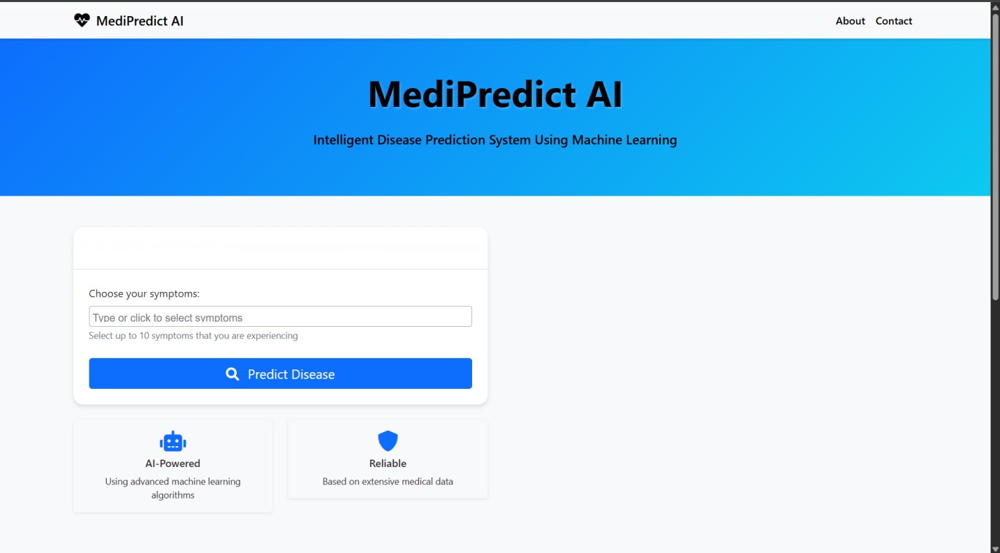 MediPredict AI
About
Contact
MediPredict AI
Intelligent Disease Prediction System Using Machine Learning
Choose your symptoms:
Type or click to select symptoms
Select up to 10 symptoms that you are experiencing
Predict Disease
AI-Powered
Using advanced machine learning
algorithms
Reliable
Based on extensive medical data